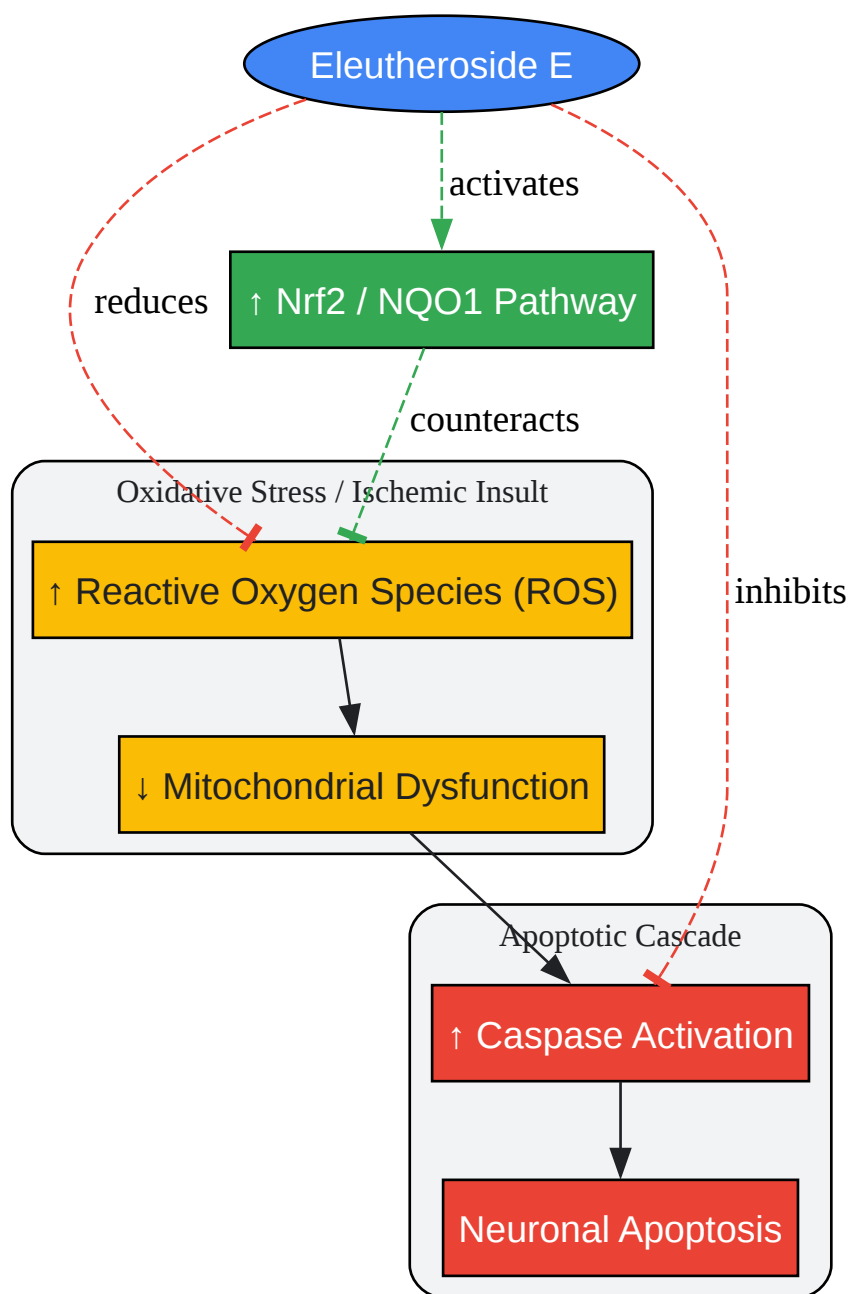 Eleutheroside E
activates
↑ Nrf2 / NQO1 Pathway
reduces
counteracts
Oxidative Stress / Ischemic Insult
↑ Reactive Oxygen Species (ROS)
inhibits
↓ Mitochondrial Dysfunction
Apoptotic Cascade
↑ Caspase Activation
Neuronal Apoptosis